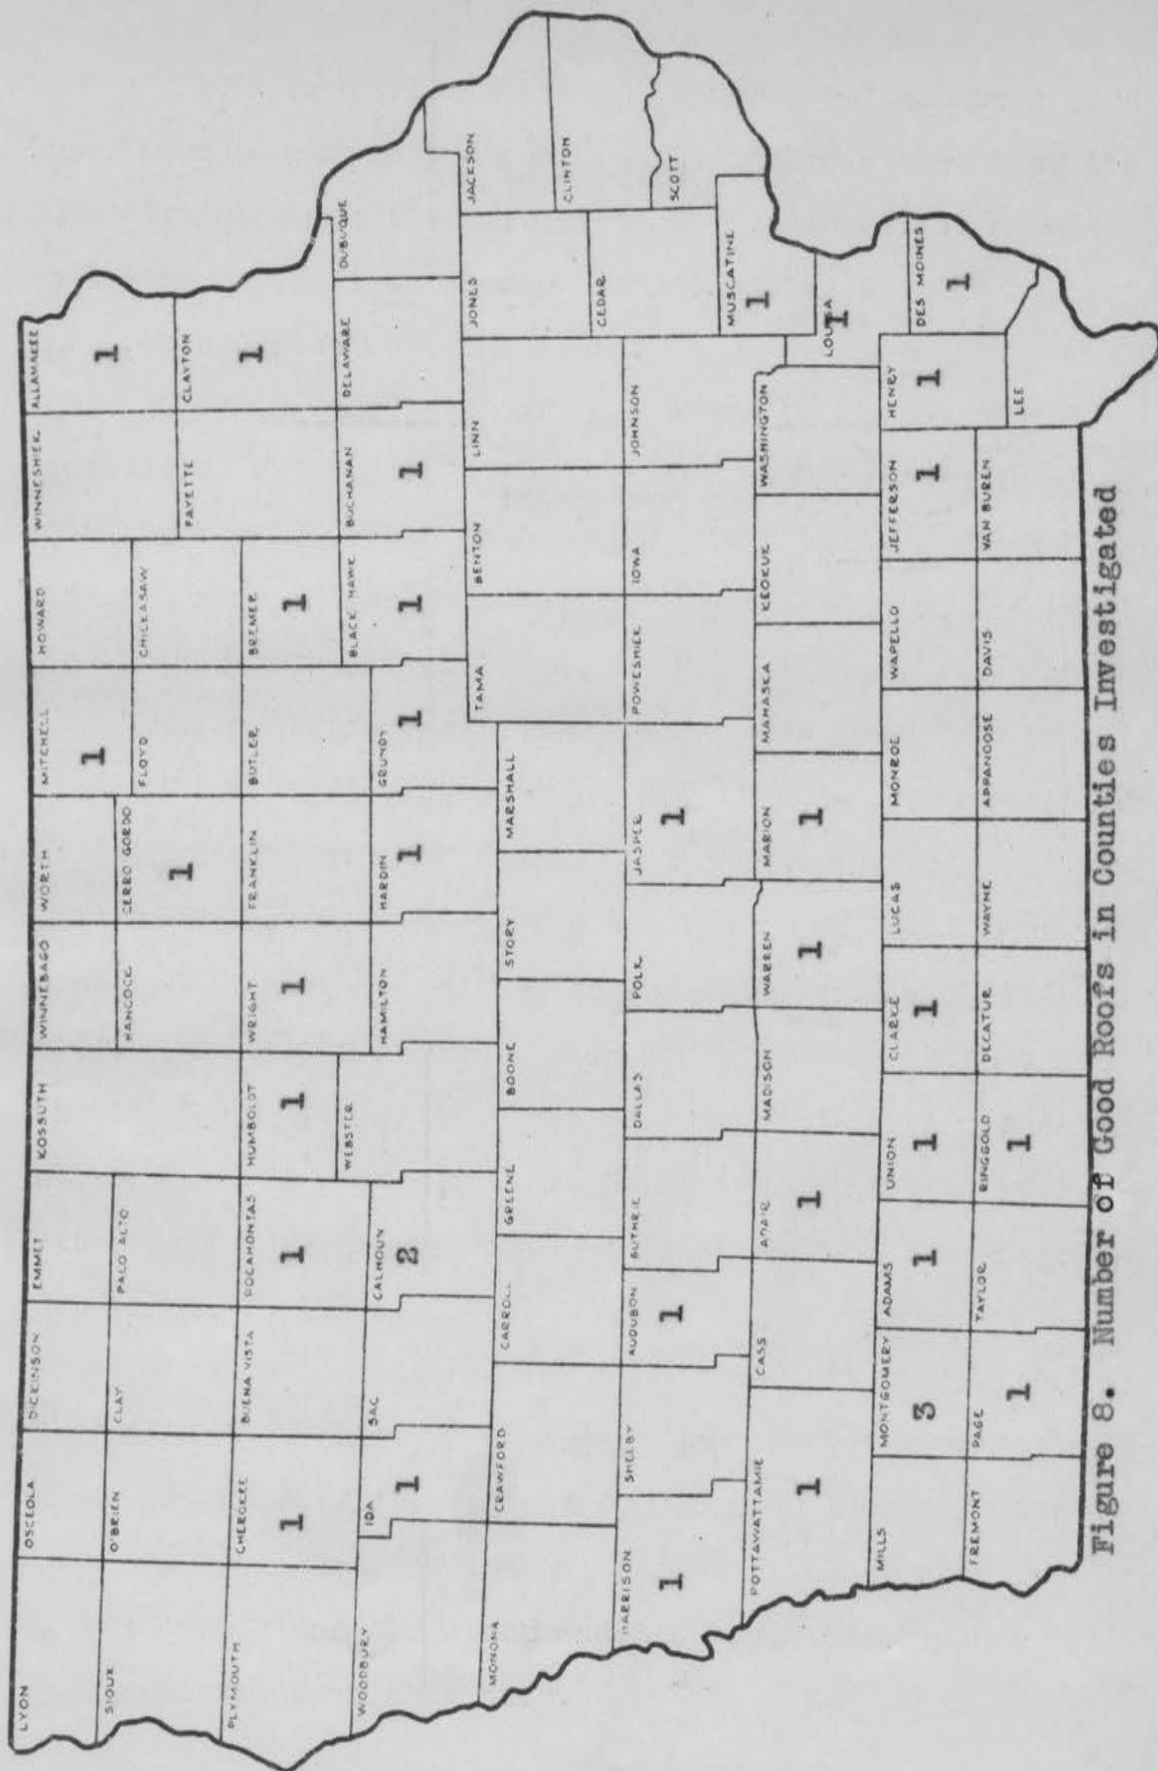 LYON
OSCEOLA
DICKINSON
EMMET
KOSSUTH
WINNEBAGO
WORTH
MITCHELL
1
HOWARD
WINNESHIEK
ALLAMAKEE
1
SIOUX
O'BRIEN
CLAY
PALO ALTO
HANCOCK
CERRO GORDO
1
FLOYD
CHICKASAW
FAYETTE
CLAYTON
1
PLYMOUTH
CHEROKEE
1
BUENA VISTA
POCAHONTAS
1
HUMBOLDT
1
WRIGHT
1
FRANKLIN
BUTLER
BREMER
1
WOODBURY
IDA
1
SAC
CALHOUN
2
WEBSTER
HAMILTON
HARDIN
1
GRUNDY
1
BLACK HAWK
1
BUCHANAN
1
DELAWARE
DUBUQUE
MONONA
CRAWFORD
CARROLL
GREENE
BOONE
STORY
MARSHALL
TAMA
BENTON
LINN
JONES
JACKSON
CLINTON
HARRISON
1
SHELBY
AUDUBON
1
GUTHRIE
DALLAS
POLK
JASPER
1
POWESHIEK
IOWA
JOHNSON
CEDAR
SCOTT
MUSCATINE
1
POTTAWATTAMIE
1
CASS
ADAIR
1
MADISON
WARREN
1
MARION
1
MAHASKA
KEOKUK
WASHINGTON
LOUISA
1
MILLS
MONTGOMERY
3
ADAMS
1
UNION
1
CLARKE
1
LUCAS
MONROE
WAPELLO
JEFFERSON
1
HENRY
1
DES MOINES
1
FREMONT
PAGE
1
TAYLOR
RINGGOLD
1
DECATUR
WAYNE
APPANOOSE
DAVIS
VAN BUREN
LEE
Figure 8. Number of Good Roofs in Counties Investigated